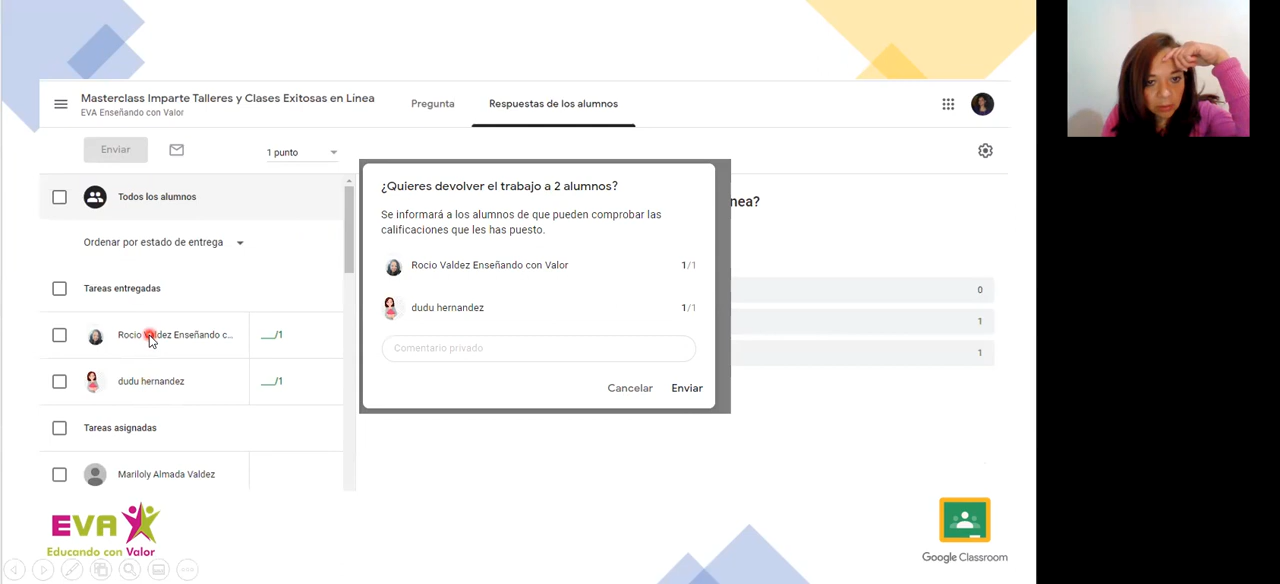 Masterclass Imparte Talleres y Clases Exitosas en Línea
EVA Enseñando con Valor
Pregunta
Respuestas de los alumnos
Enviar
1 punto
Todos los alumnos
Ordenar por estado de entrega
Tareas entregadas
Rocio Valdez Enseñando c...
__/1
dudu hernandez
__/1
Tareas asignadas
Mariloly Almada Valdez
¿Quieres devolver el trabajo a 2 alumnos?
Se informará a los alumnos de que pueden comprobar las
calificaciones que les has puesto.
Rocio Valdez Enseñando con Valor
1/1
dudu hernandez
1/1
Comentario privado
Cancelar
Enviar
nea?
0
1
1
EVA
Educando con Valor
Google Classroom